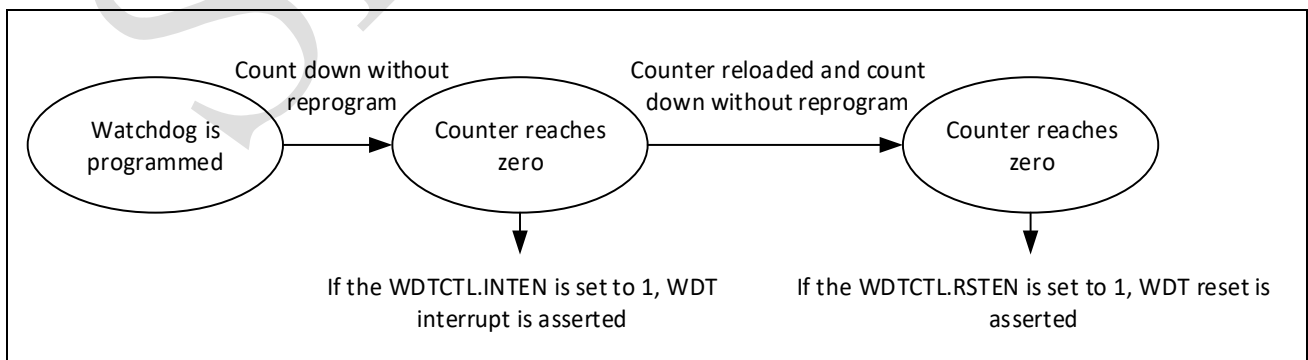 Count down without
reprogram
Counter reloaded and count
down without reprogram
Watchdog is
programmed
Counter reaches
zero
Counter reaches
zero
If the WDTCTL.INTEN is set to 1, WDT
interrupt is asserted
If the WDTCTL.RSTEN is set to 1, WDT reset is
asserted